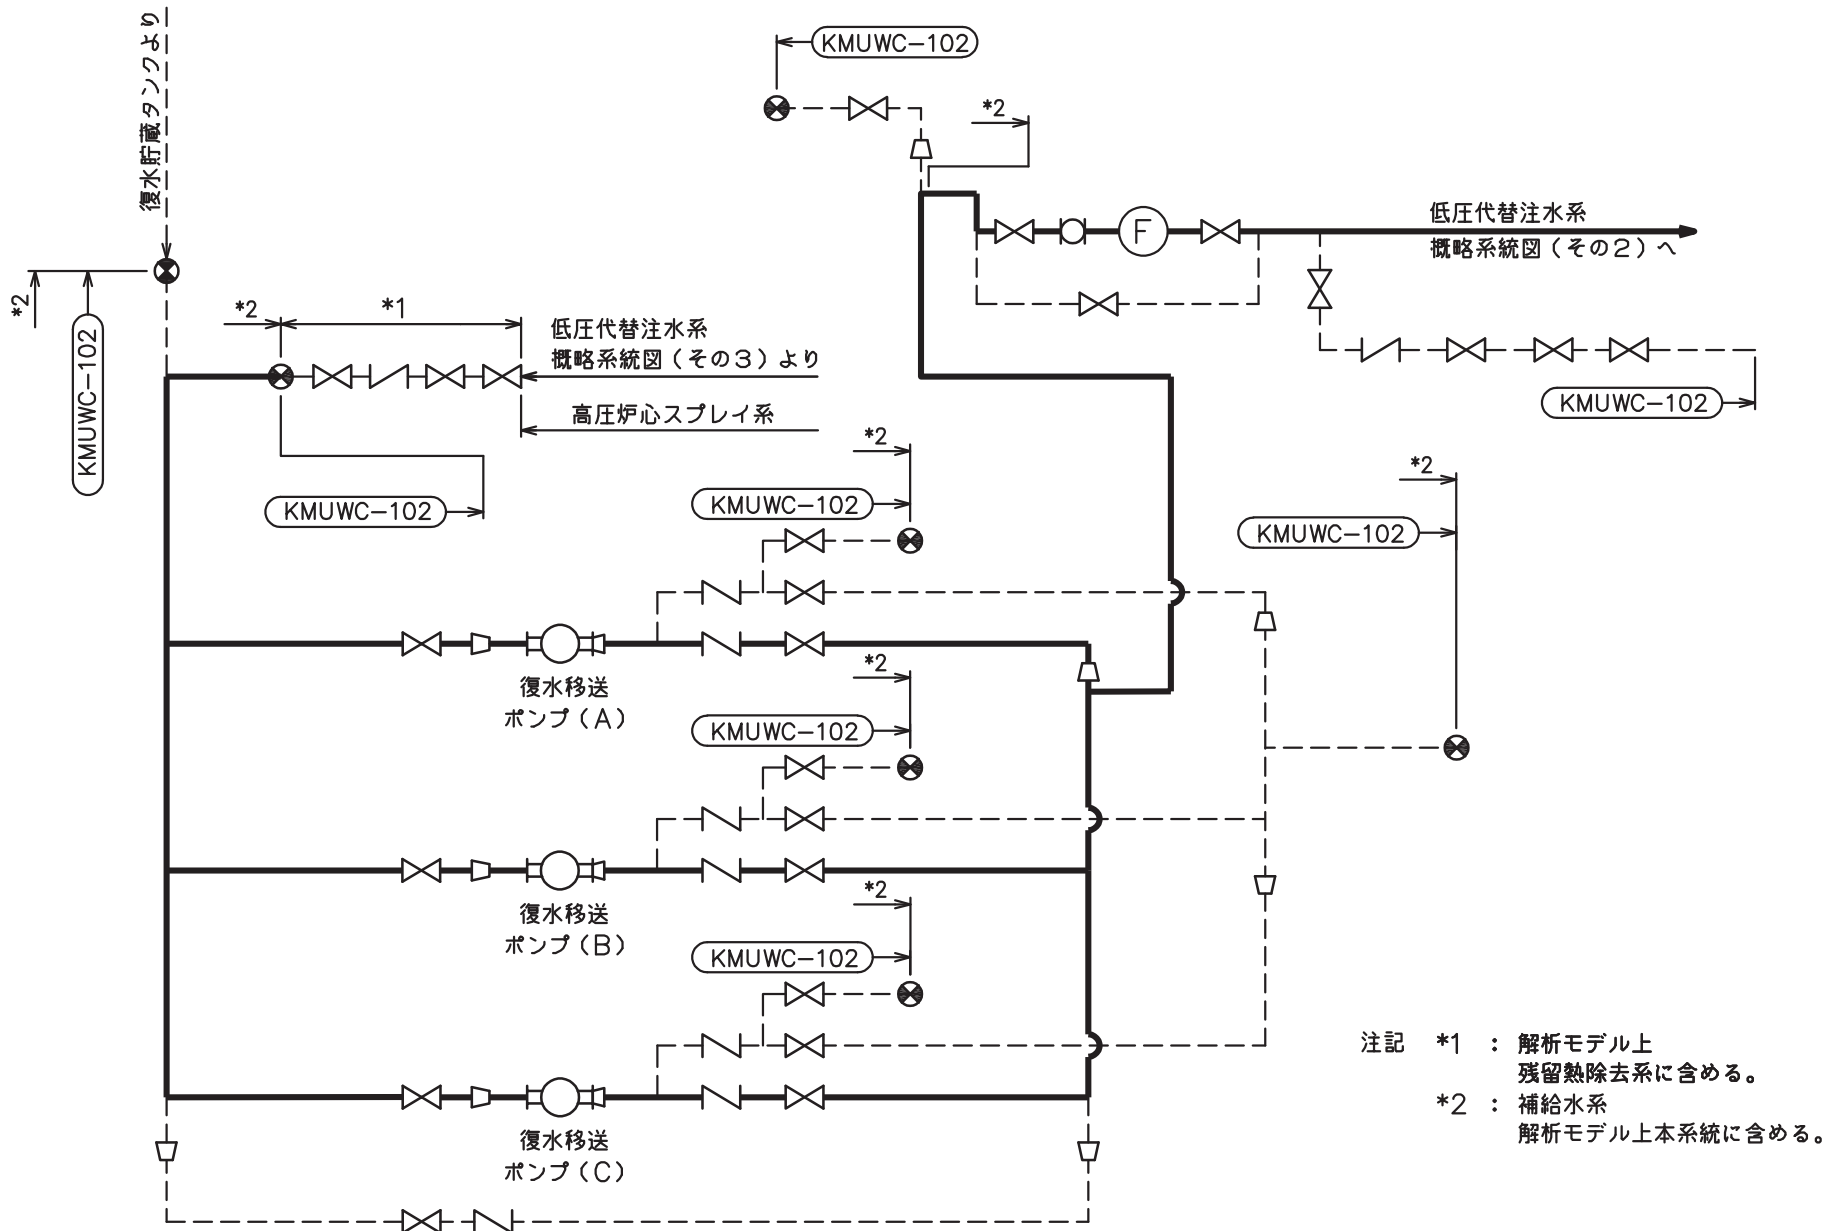 復水貯蔵タンクより
KMUWC-102
*2
低圧代替注水系
概略系統図(その2)へ
*2
KMUWC-102
*2
*1
低圧代替注水系
概略系統図(その3)より
高圧炉心スプレイ系
KMUWC-102
KMUWC-102
*2
KMUWC-102
*2
KMUWC-102
復水移送
ポンプ(A)
*2
KMUWC-102
復水移送
ポンプ(B)
*2
KMUWC-102
復水移送
ポンプ(C)
F
注記 *1 : 解析モデル上
残留熱除去系に含める。
*2 : 補給水系
解析モデル上本系統に含める。